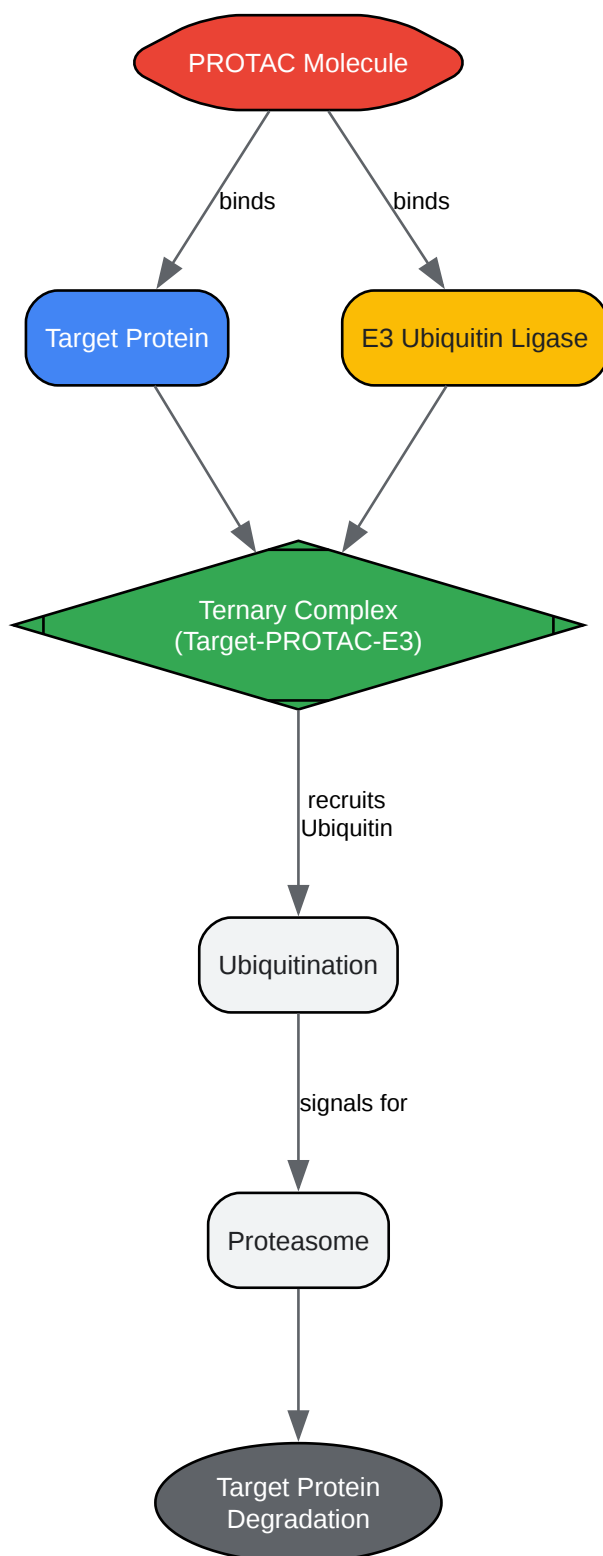 PROTAC Molecule
binds
binds
Target Protein
E3 Ubiquitin Ligase
Ternary Complex
(Target-PROTAC-E3)
recruits
Ubiquitin
Ubiquitination
signals for
Proteasome
Target Protein
Degradation